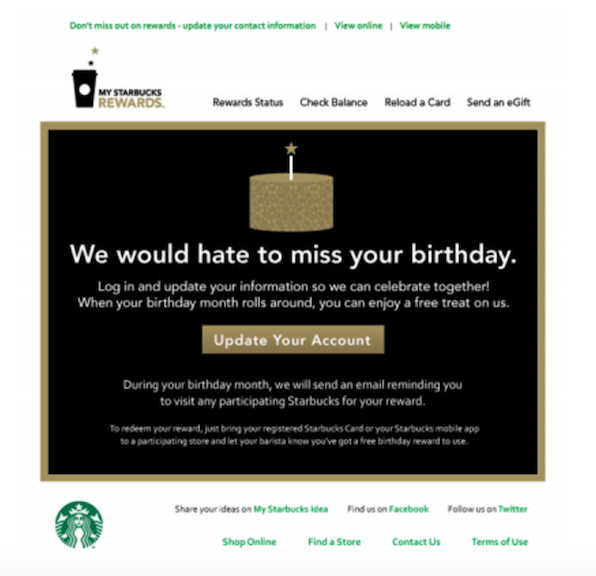 Don't miss out on rewards - update your contact information | View online | View mobile
MY STARBUCKS
REWARDS.
Rewards Status Check Balance Reload a Card Send an eGift
We would hate to miss your birthday.
Log in and update your information so we can celebrate together!
When your birthday month rolls around, you can enjoy a free treat on us.
Update Your Account
During your birthday month, we will send an email reminding you
to visit any participating Starbucks for your reward.
To redeem your reward, just bring your registered Starbucks Card or your Starbucks mobile app
to a participating store and let your barista know you've got a free birthday reward to use.
Share your ideas on My Starbucks Idea Find us on Facebook Follow us on Twitter
Shop Online Find a Store Contact Us Terms of Use